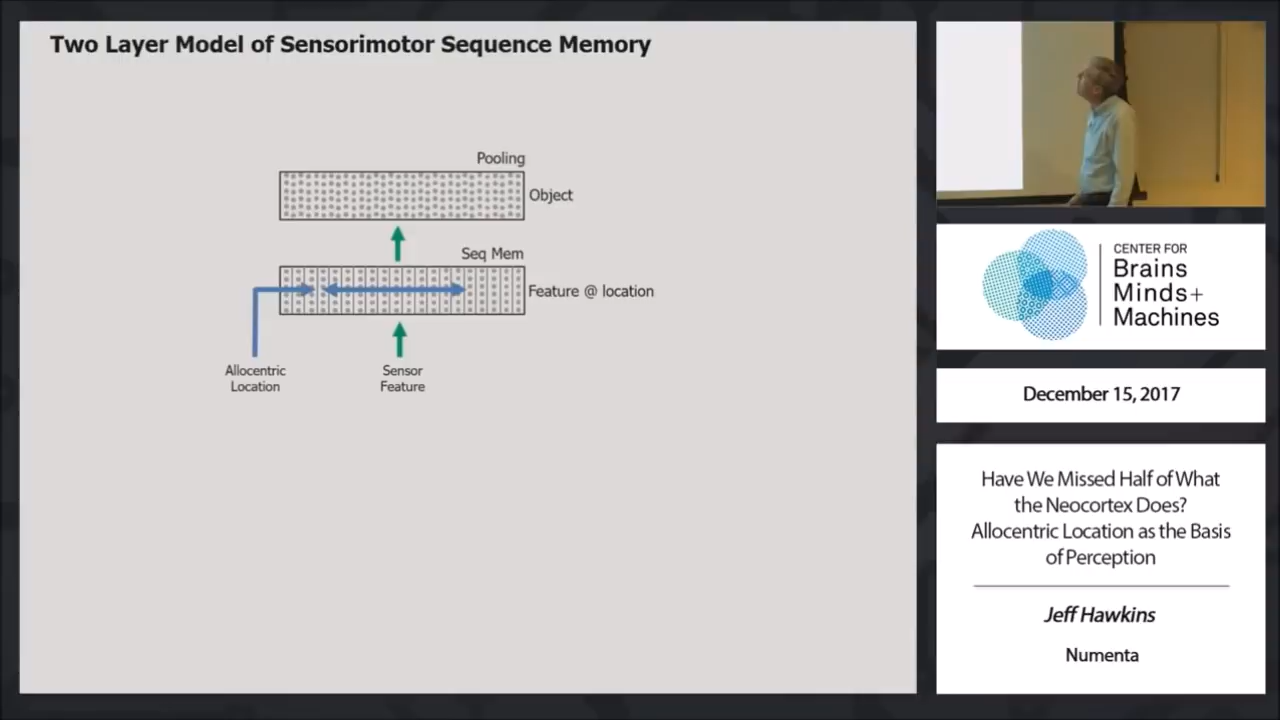 Two Layer Model of Sensorimotor Sequence Memory
Pooling
Object
Seq Mem
Feature @ location
Allocentric
Location
Sensor
Feature
CENTER FOR
Brains
Minds+
Machines
December 15, 2017
Have We Missed Half of What
the Neocortex Does?
Allocentric Location as the Basis
of Perception
Jeff Hawkins
Numenta